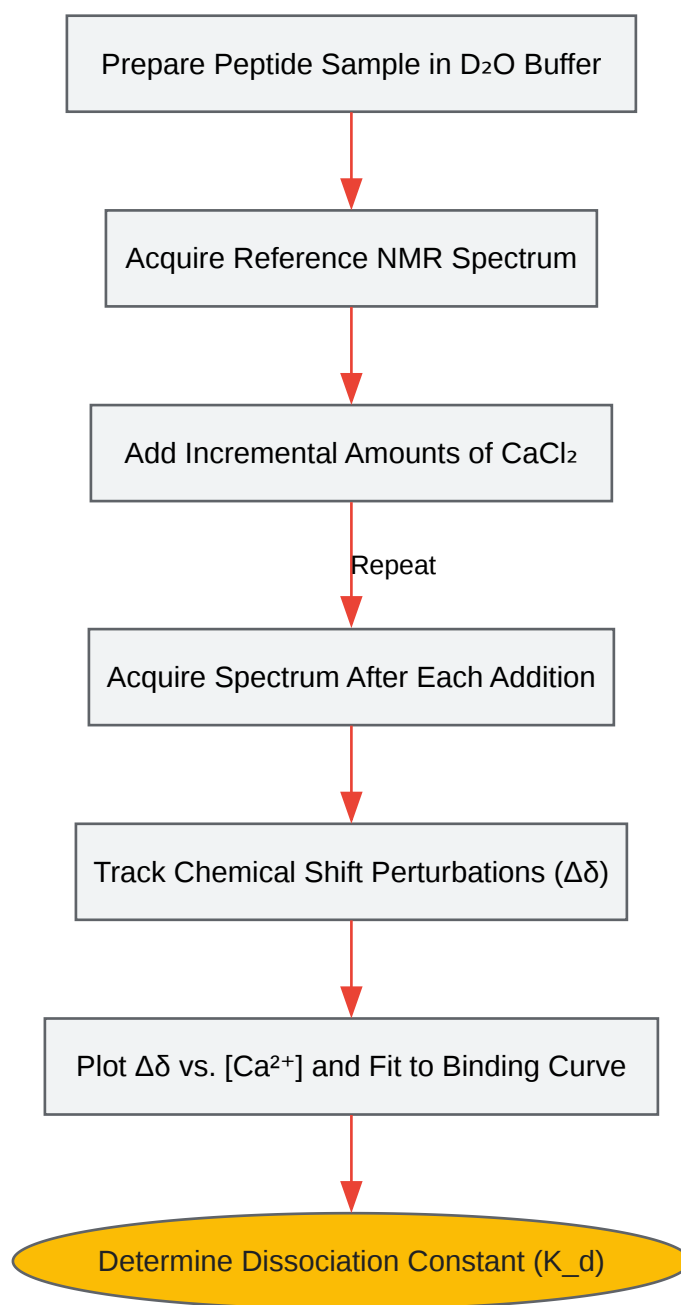 Prepare Peptide Sample in D₂O Buffer
Acquire Reference NMR Spectrum
Add Incremental Amounts of CaCl₂
Repeat
Acquire Spectrum After Each Addition
Track Chemical Shift Perturbations (Δδ)
Plot Δδ vs. [Ca²⁺] and Fit to Binding Curve
Determine Dissociation Constant (K_d)